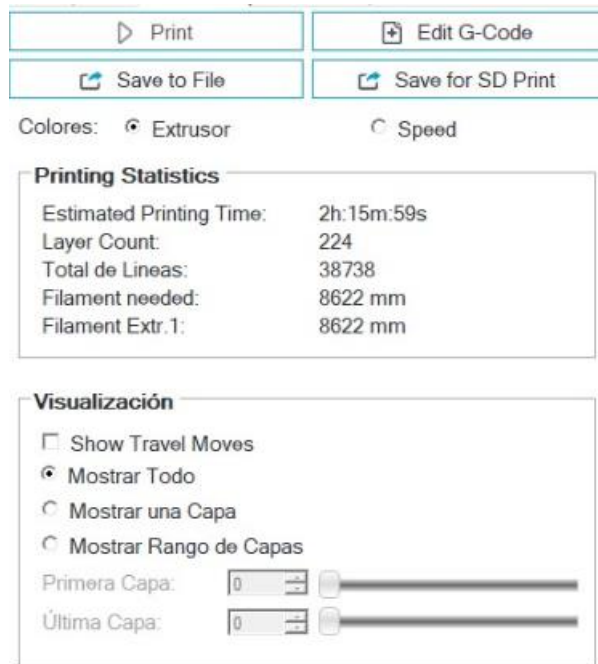 Print
Edit G-Code
Save to File
Save for SD Print
Colores: Extrusor Speed
Printing Statistics
Estimated Printing Time: 2h:15m:59s
Layer Count: 224
Total de Lineas: 38738
Filament needed: 8622 mm
Filament Extr.1: 8622 mm
Visualización
Show Travel Moves
Mostrar Todo
Mostrar una Capa
Mostrar Rango de Capas
Primera Capa: 0
Última Capa: 0